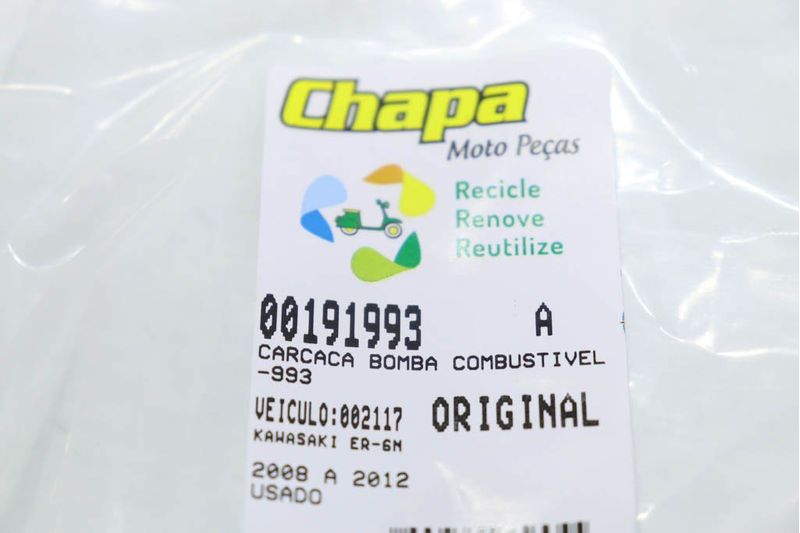 Chapa
Moto Peças
Recicle
Renove
Reutilize
00191993 A
CARCACA BOMBA COMBUSTIVEL
-993
VEICULO:002117 ORIGINAL
KAWASAKI ER-6N
2008 A 2012
USADO